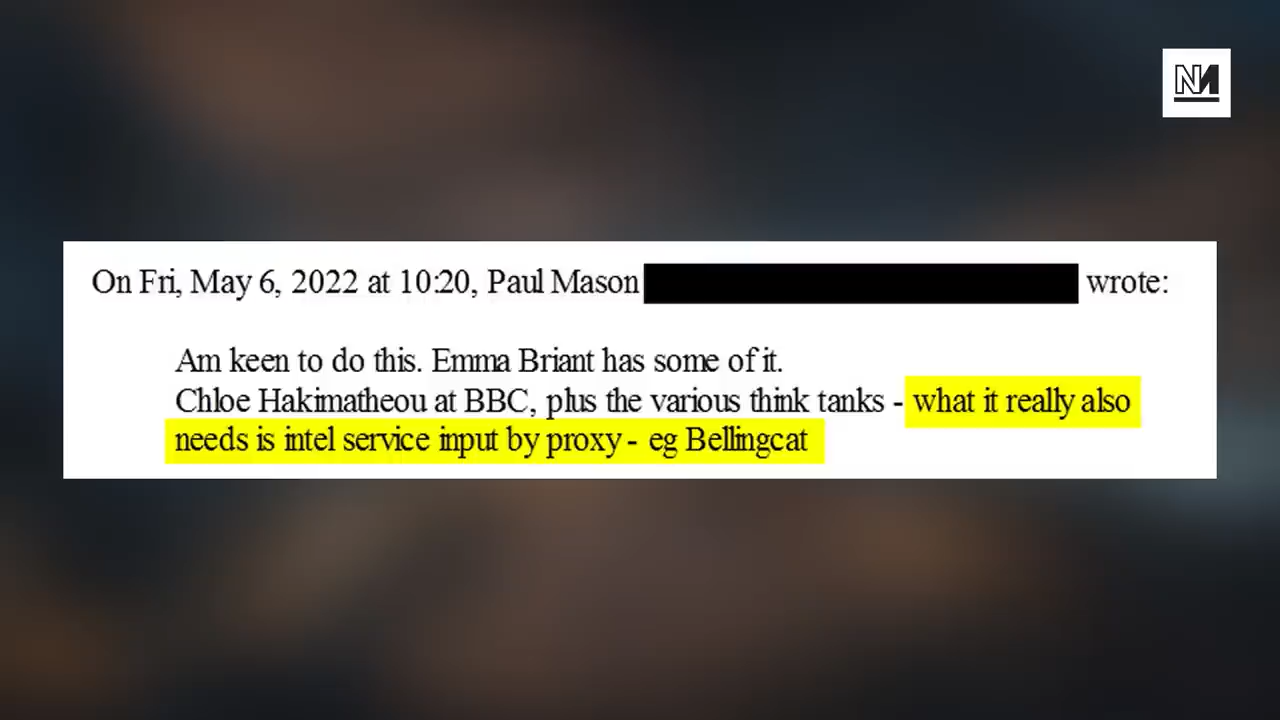 NM
On Fri, May 6, 2022 at 10:20, Paul Mason wrote:
Am keen to do this. Emma Briant has some of it.
Chloe Hakimatheou at BBC, plus the various think tanks - what it really also
needs is intel service input by proxy - eg Bellingcat